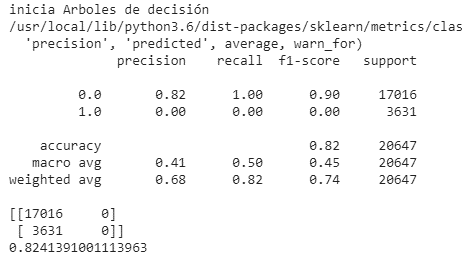 inicia Arboles de decisión
/usr/local/lib/python3.6/dist-packages/sklearn/metrics/clas
'precision', 'predicted', average, warn_for)
precision recall f1-score support
0.0 0.82 1.00 0.90 17016
1.0 0.00 0.00 0.00 3631
accuracy 0.82 20647
macro avg 0.41 0.50 0.45 20647
weighted avg 0.68 0.82 0.74 20647
[[17016 0]
[ 3631 0]]
0.8241391001113963